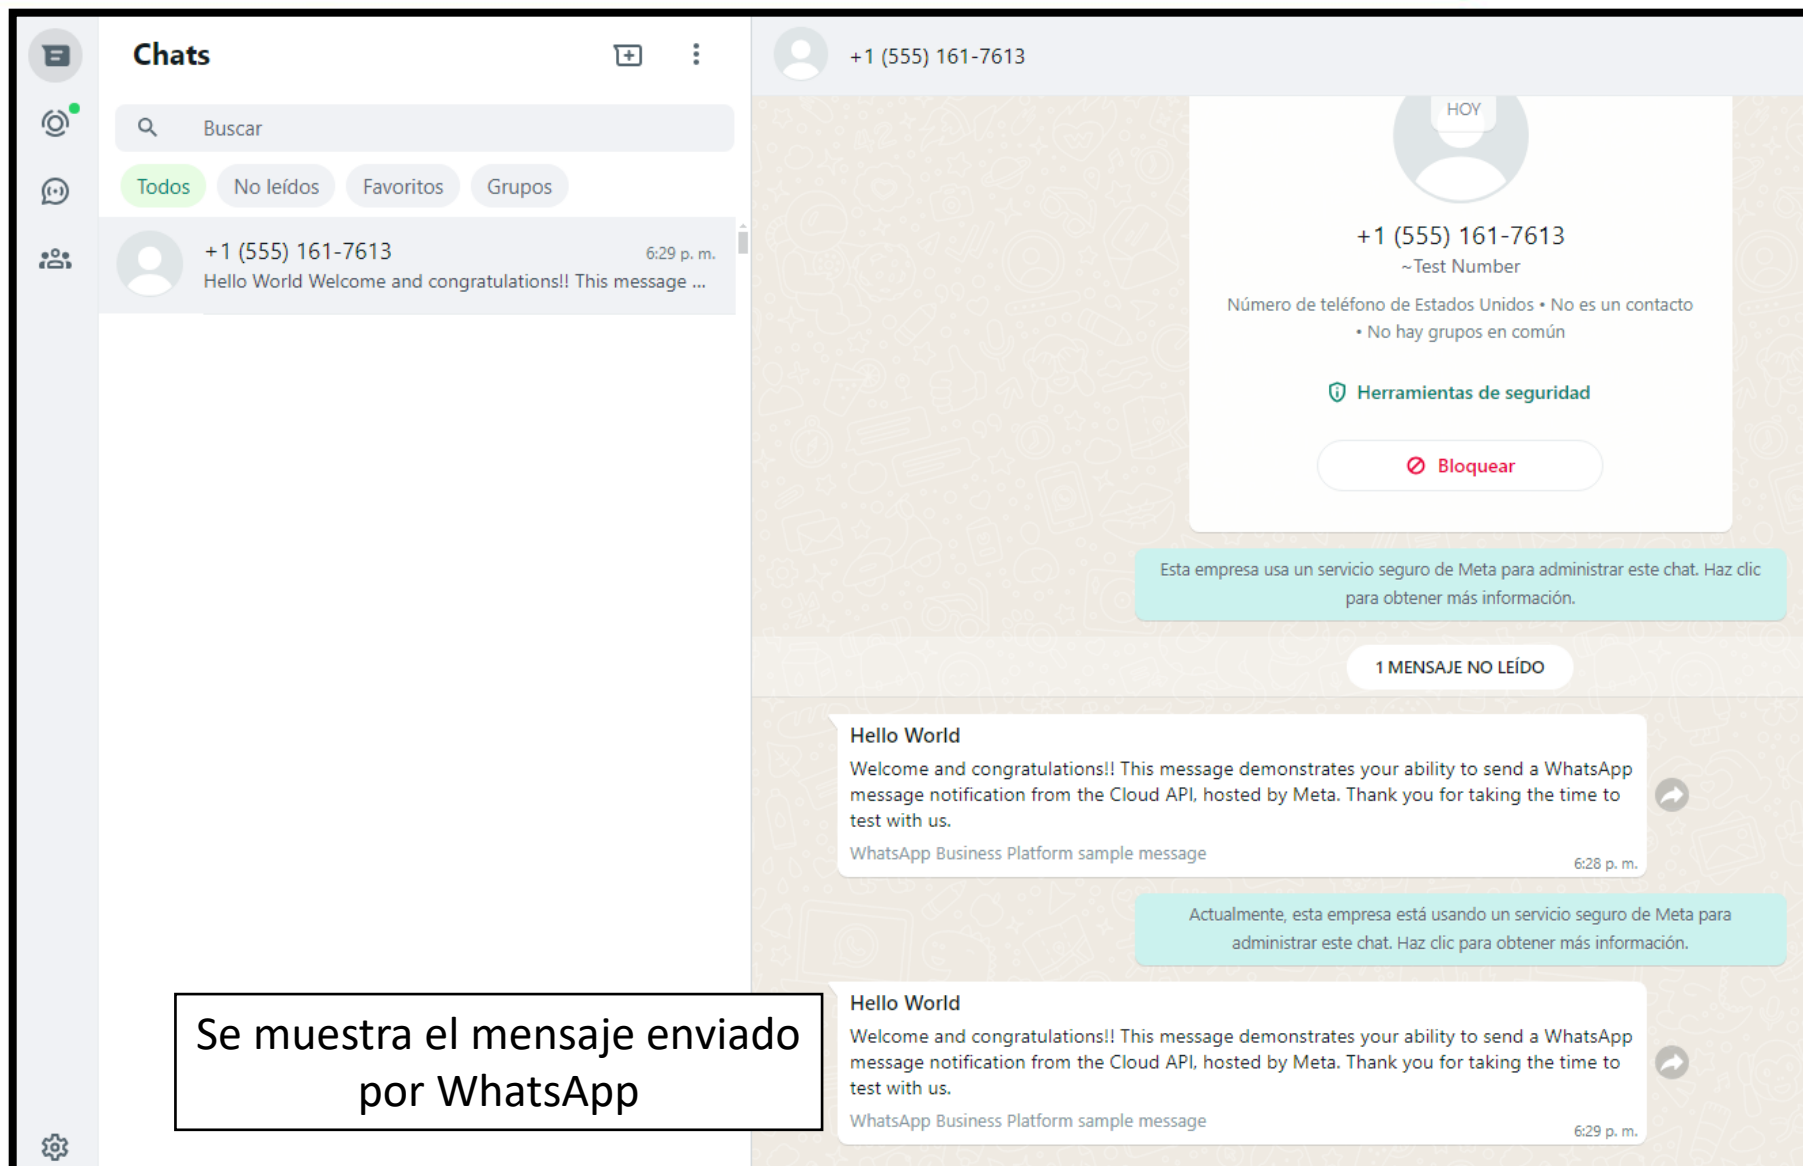 Chats
Buscar
Todos
No leídos
Favoritos
Grupos
+1 (555) 161-7613
6:29 p. m.
Hello World Welcome and congratulations!! This message ...
+1 (555) 161-7613
HOY
+1 (555) 161-7613
~Test Number
Número de teléfono de Estados Unidos • No es un contacto
• No hay grupos en común
Herramientas de seguridad
Bloquear
Esta empresa usa un servicio seguro de Meta para administrar este chat. Haz clic
para obtener más información.
1 MENSAJE NO LEÍDO
Hello World
Welcome and congratulations!! This message demonstrates your ability to send a WhatsApp
message notification from the Cloud API, hosted by Meta. Thank you for taking the time to
test with us.
WhatsApp Business Platform sample message
6:28 p. m.
Actualmente, esta empresa está usando un servicio seguro de Meta para
administrar este chat. Haz clic para obtener más información.
Hello World
Welcome and congratulations!! This message demonstrates your ability to send a WhatsApp
message notification from the Cloud API, hosted by Meta. Thank you for taking the time to
test with us.
WhatsApp Business Platform sample message
6:29 p. m.
Se muestra el mensaje enviado
por WhatsApp